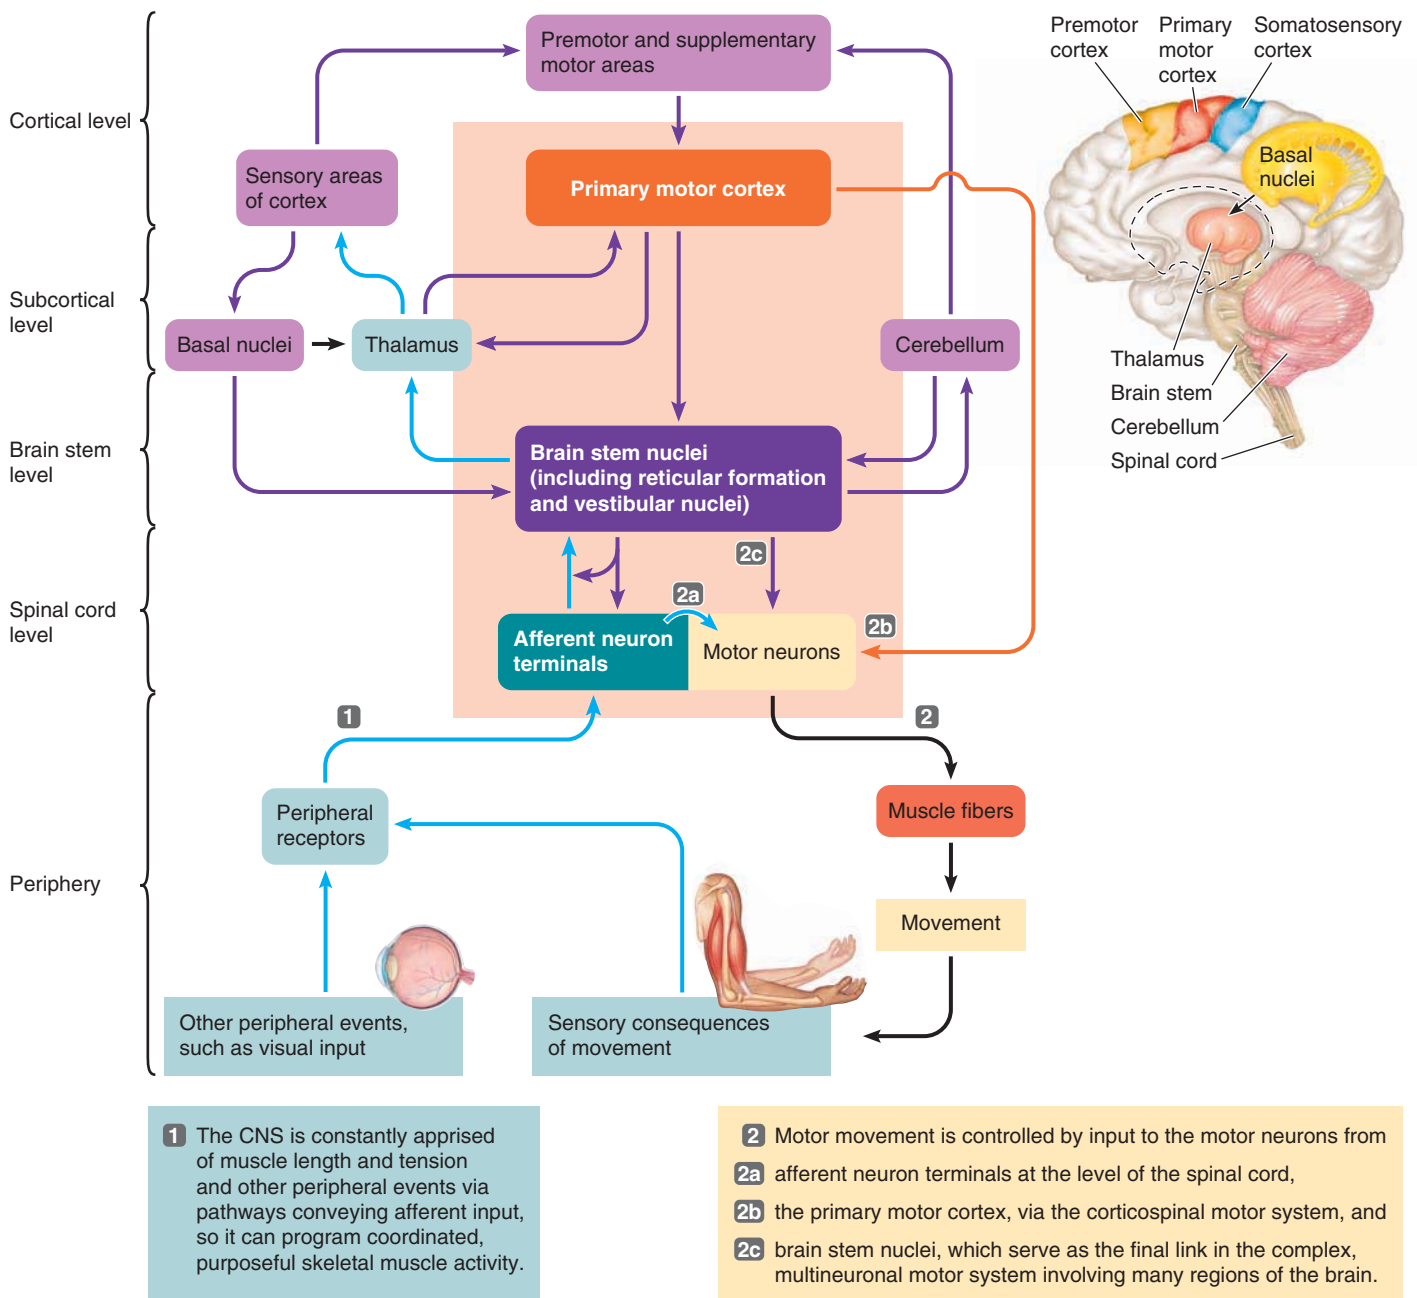 Premotor and supplementary
motor areas
Premotor
cortex
Primary
motor
cortex
Somatosensory
cortex
Cortical level
Sensory areas
of cortex
Primary motor cortex
Basal
nuclei
Subcortical
level
Basal nuclei
Thalamus
Cerebellum
Thalamus
Brain stem
Cerebellum
Spinal cord
Brain stem
level
Brain stem nuclei
(including reticular formation
and vestibular nuclei)
2c
2a
2b
Spinal cord
level
Afferent neuron
terminals
Motor neurons
1
2
Periphery
Peripheral
receptors
Muscle fibers
Movement
Other peripheral events,
such as visual input
Sensory consequences
of movement
1 The CNS is constantly apprised
of muscle length and tension
and other peripheral events via
pathways conveying afferent input,
so it can program coordinated,
purposeful skeletal muscle activity.
2 Motor movement is controlled by input to the motor neurons from
2a afferent neuron terminals at the level of the spinal cord,
2b the primary motor cortex, via the corticospinal motor system, and
2c brain stem nuclei, which serve as the final link in the complex,
multineuronal motor system involving many regions of the brain.